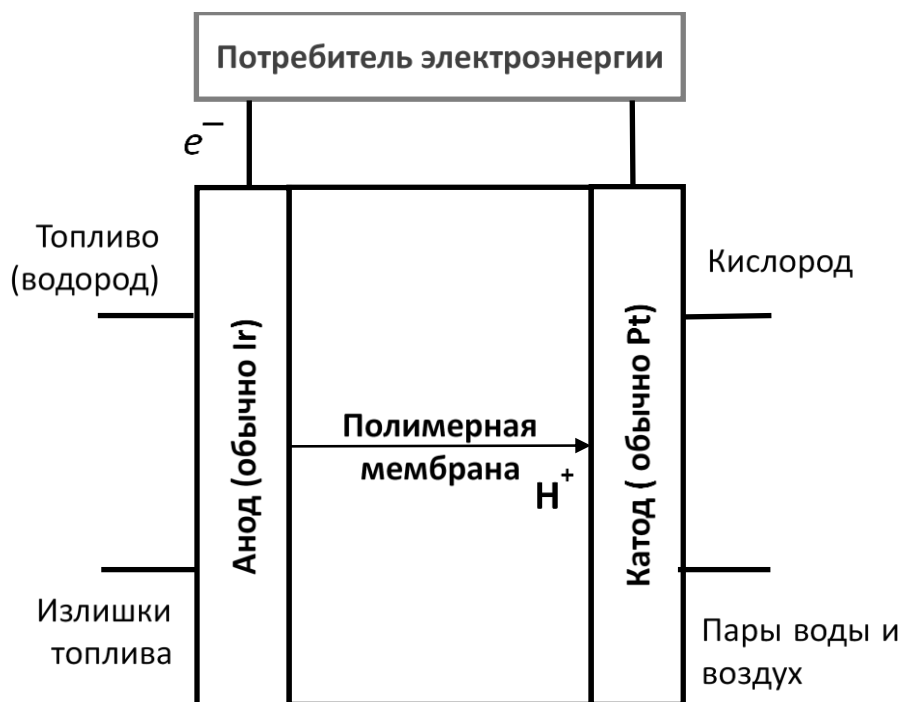 Потребитель электроэнергии
e⁻
Топливо
(водород)
Кислород
Анод (обычно Ir)
Полимерная
мембрана
H⁺
Катод ( обычно Pt)
Излишки
топлива
Пары воды и
воздух